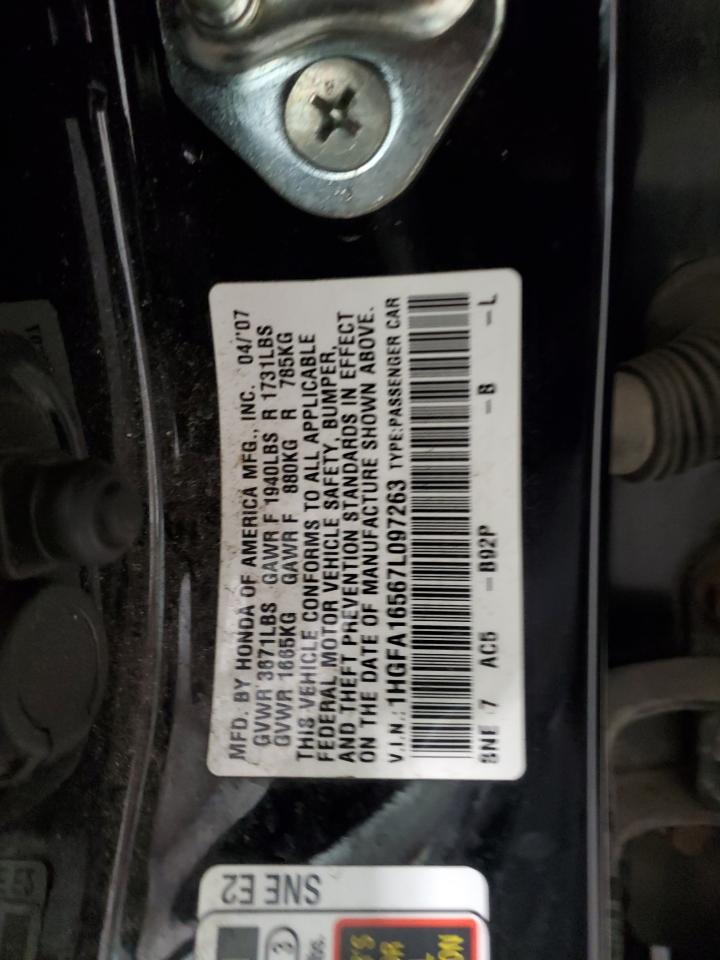 MFD. BY HONDA OF AMERICA MFG., INC. 04/'07
GVWR 3671LBS GAWR F 1940LBS R 1731LBS
GVWR 1665KG GAWR F 880KG R 785KG
THIS VEHICLE CONFORMS TO ALL APPLICABLE
FEDERAL MOTOR VEHICLE SAFETY, BUMPER,
AND THEFT PREVENTION STANDARDS IN EFFECT
ON THE DATE OF MANUFACTURE SHOWN ABOVE.
V.I.N.: 1HGFA16567L097263 TYPE:PASSENGER CAR
SNE 7 AC5 – B92P – B – L
SNE E2
3